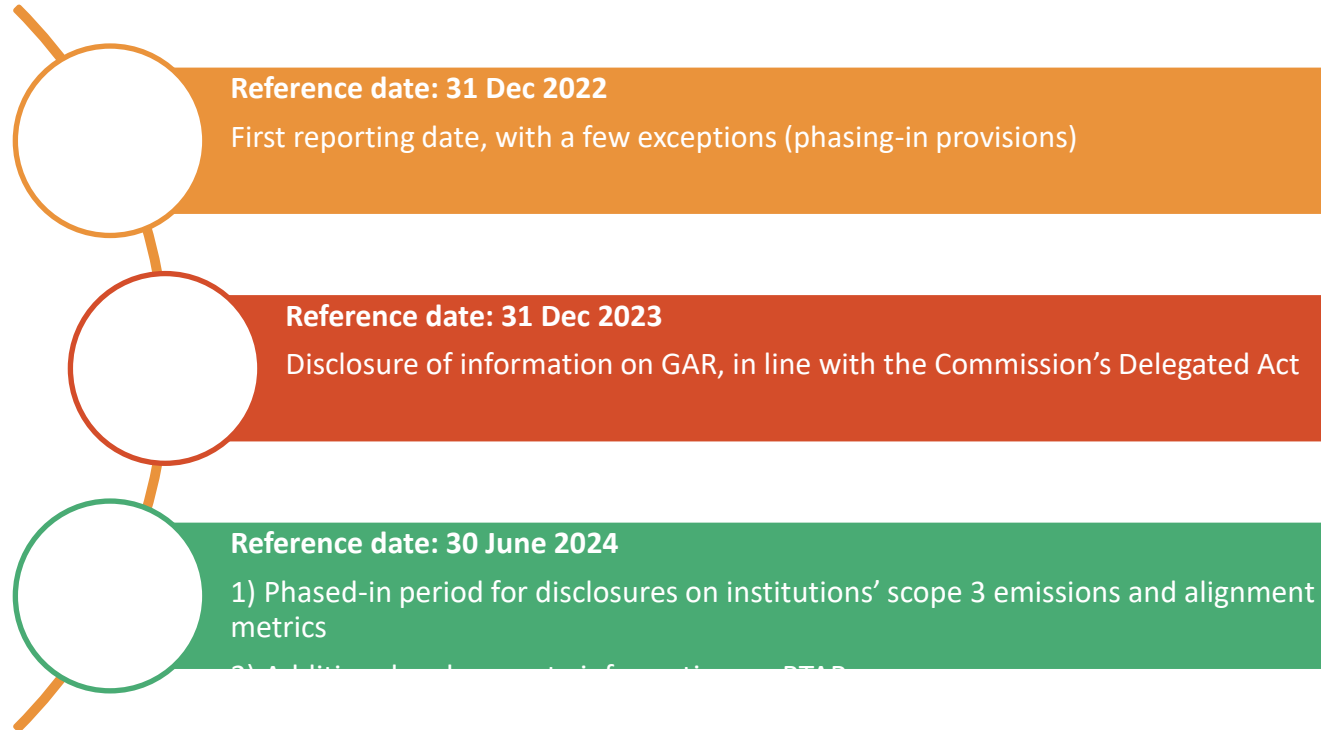 Reference date: 31 Dec 2022
First reporting date, with a few exceptions (phasing-in provisions)
Reference date: 31 Dec 2023
Disclosure of information on GAR, in line with the Commission’s Delegated Act
Reference date: 30 June 2024
1) Phased-in period for disclosures on institutions’ scope 3 emissions and alignment
metrics